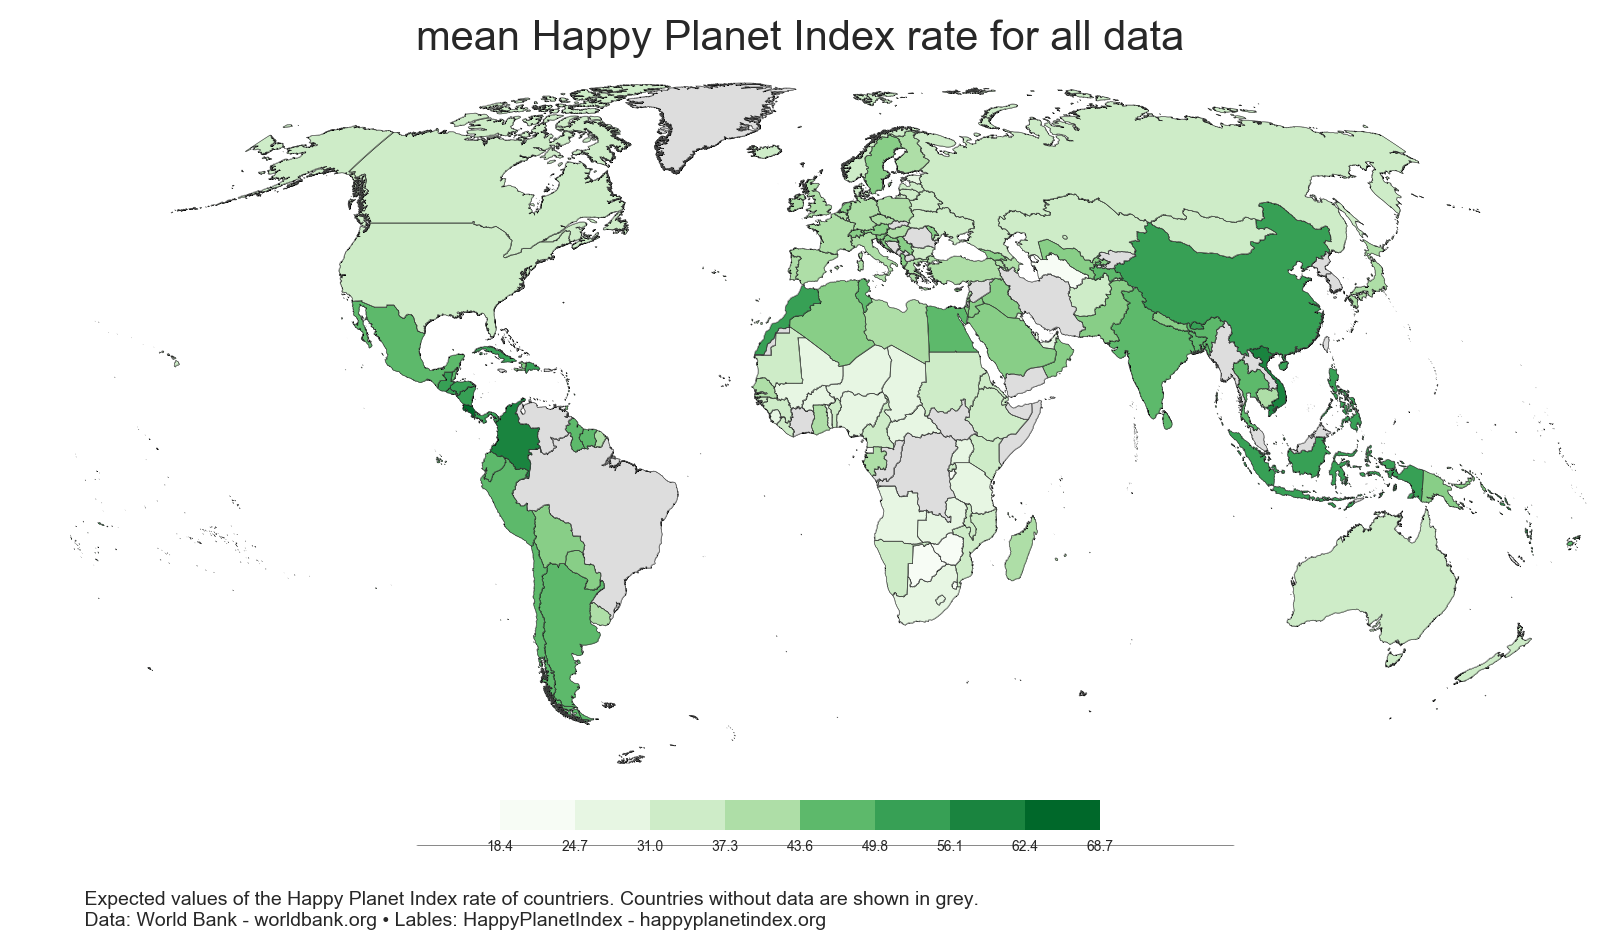 mean Happy Planet Index rate for all data
18.4 24.7 31.0 37.3 43.6 49.8 56.1 62.4 68.7
Expected values of the Happy Planet Index rate of countriers. Countries without data are shown in grey.
Data: World Bank - worldbank.org • Lables: HappyPlanetIndex - happyplanetindex.org